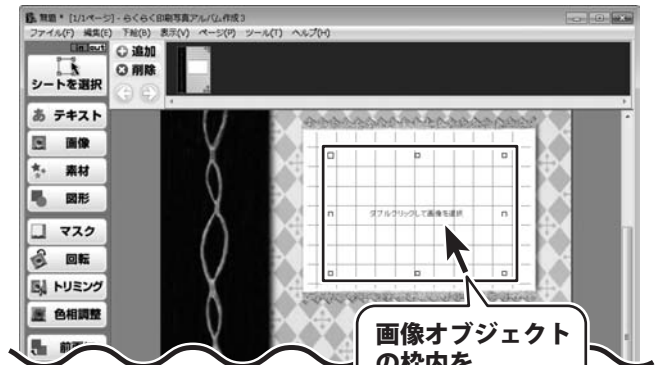 無題 * [1/1ページ] - らくらく印刷写真アルバム作成3
ファイル(F) 編集(E) 下絵(B) 表示(V) ページ(P) ツール(T) ヘルプ(H)
in out
シートを選択
追加
削除
あ テキスト
画像
素材
図形
マスク
回転
トリミング
色相調整
ダブルクリックして画像を選択
画像オブジェクト
の枠内を